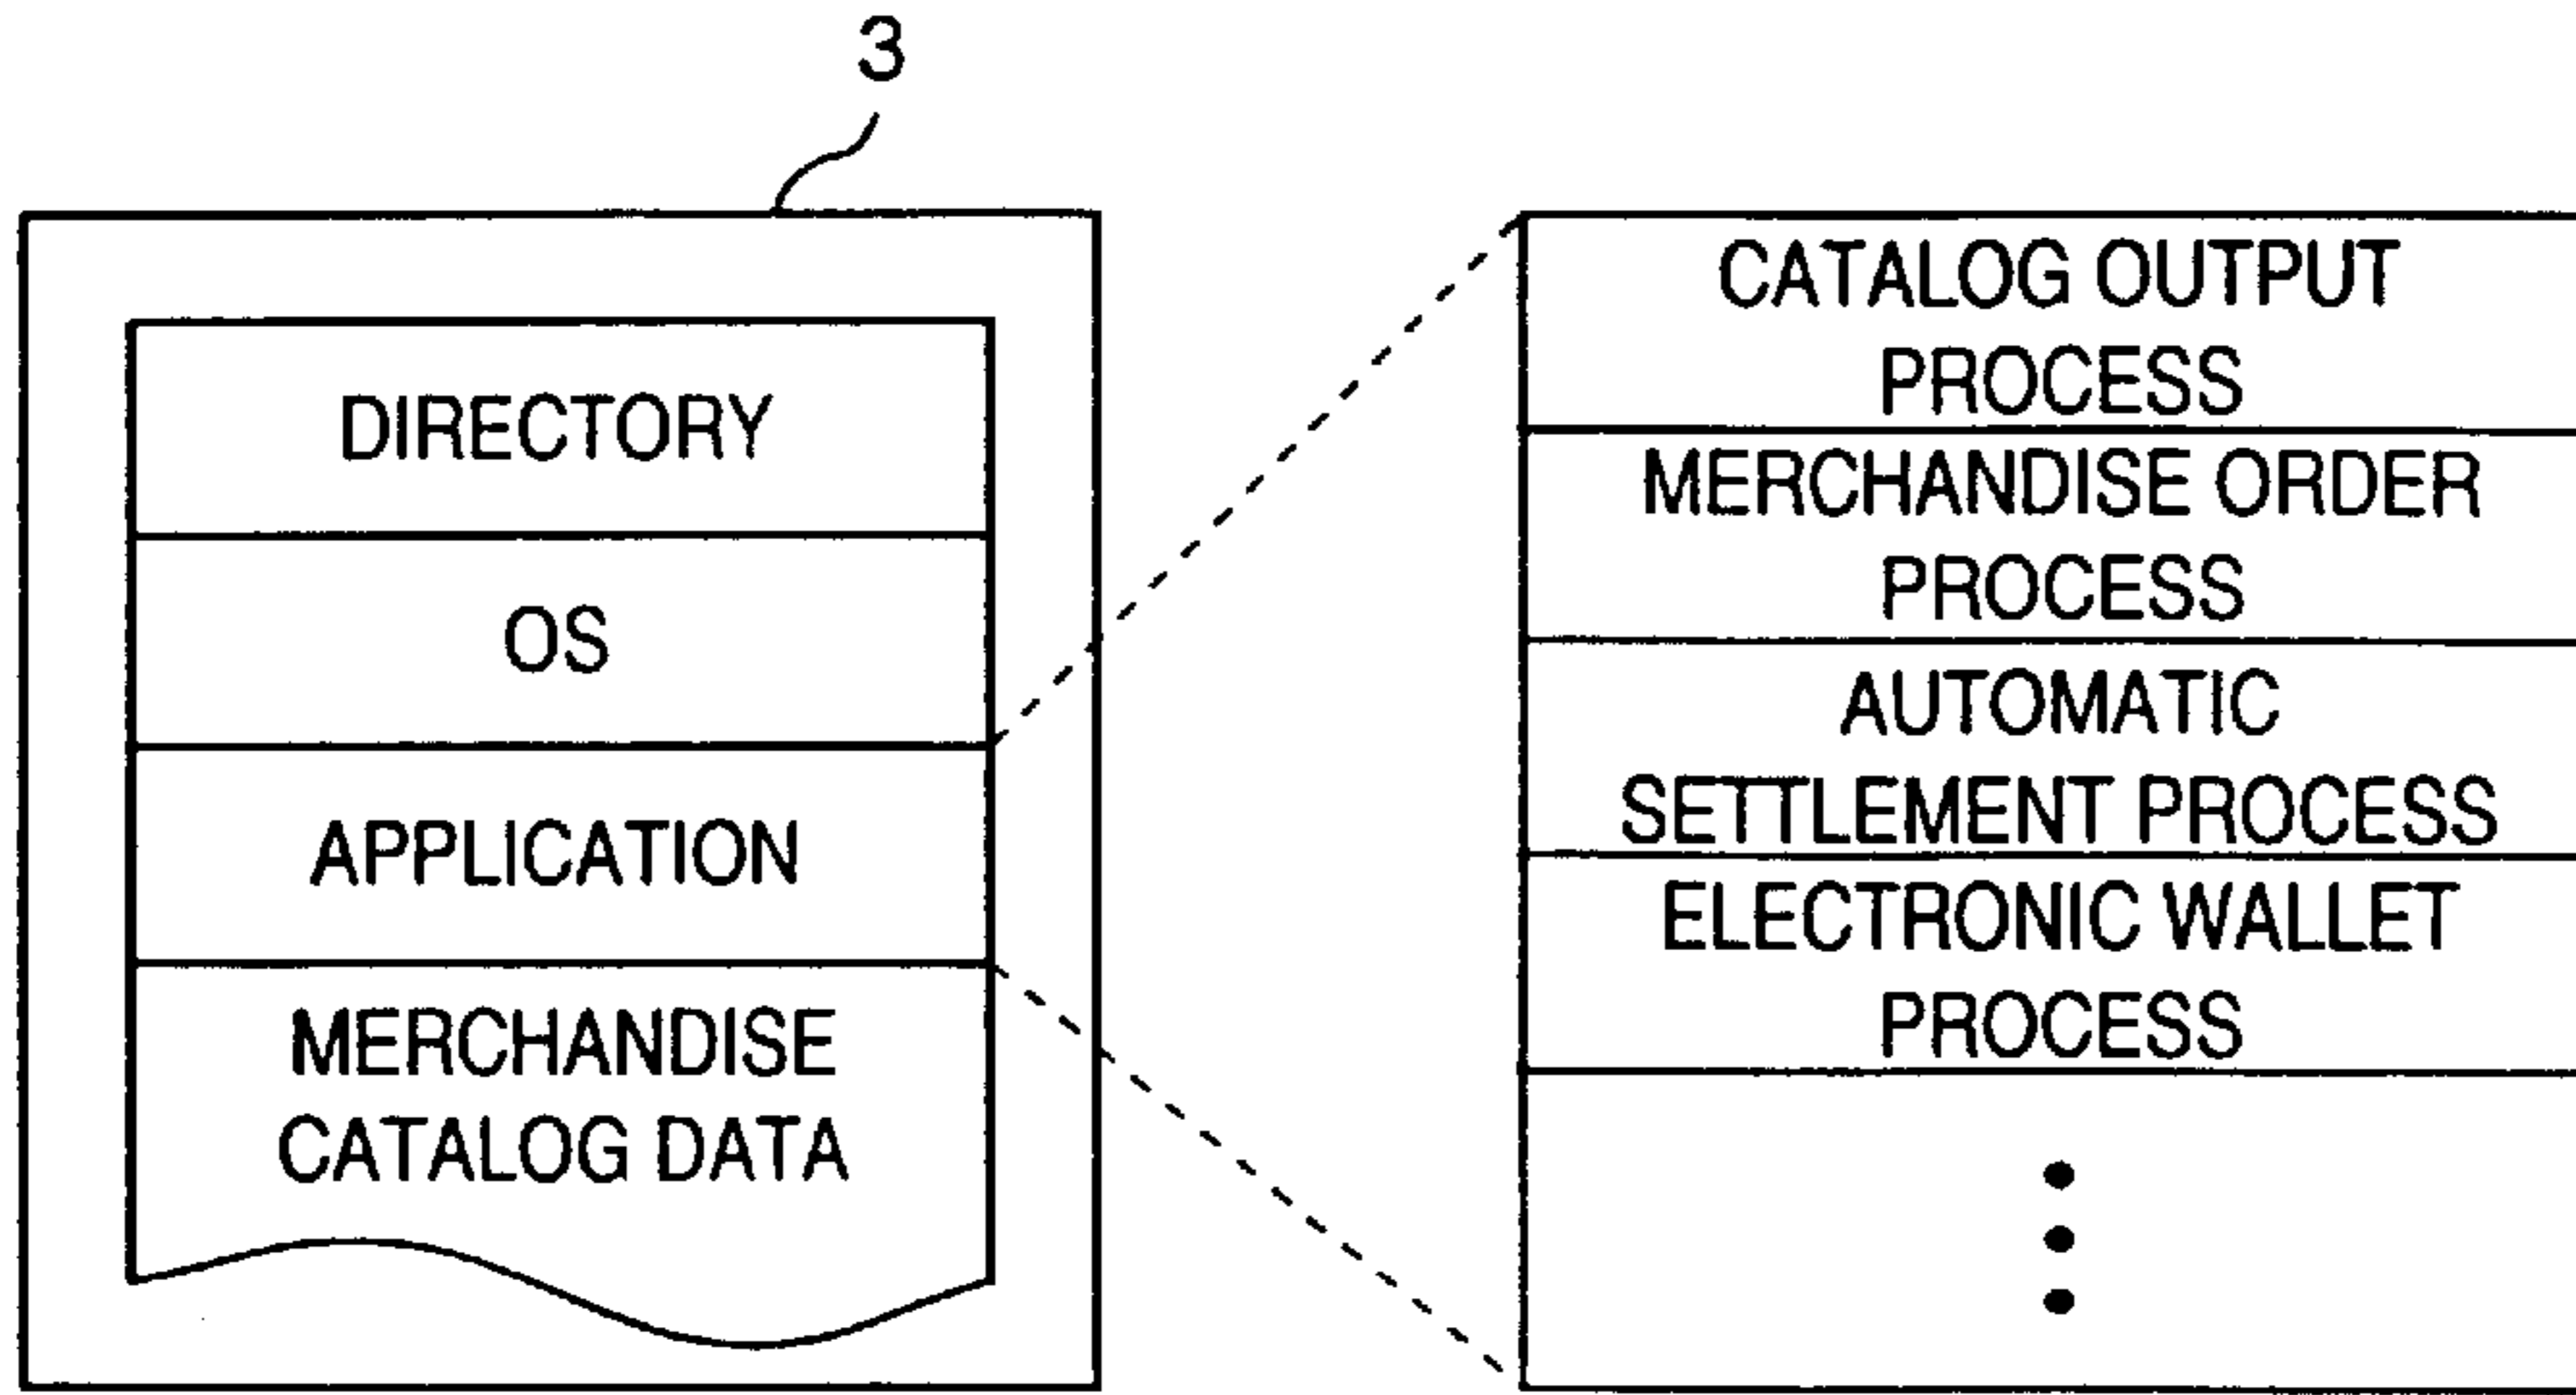 3
DIRECTORY
OS
APPLICATION
MERCHANDISE
CATALOG DATA
CATALOG OUTPUT
PROCESS
MERCHANDISE ORDER
PROCESS
AUTOMATIC
SETTLEMENT PROCESS
ELECTRONIC WALLET
PROCESS